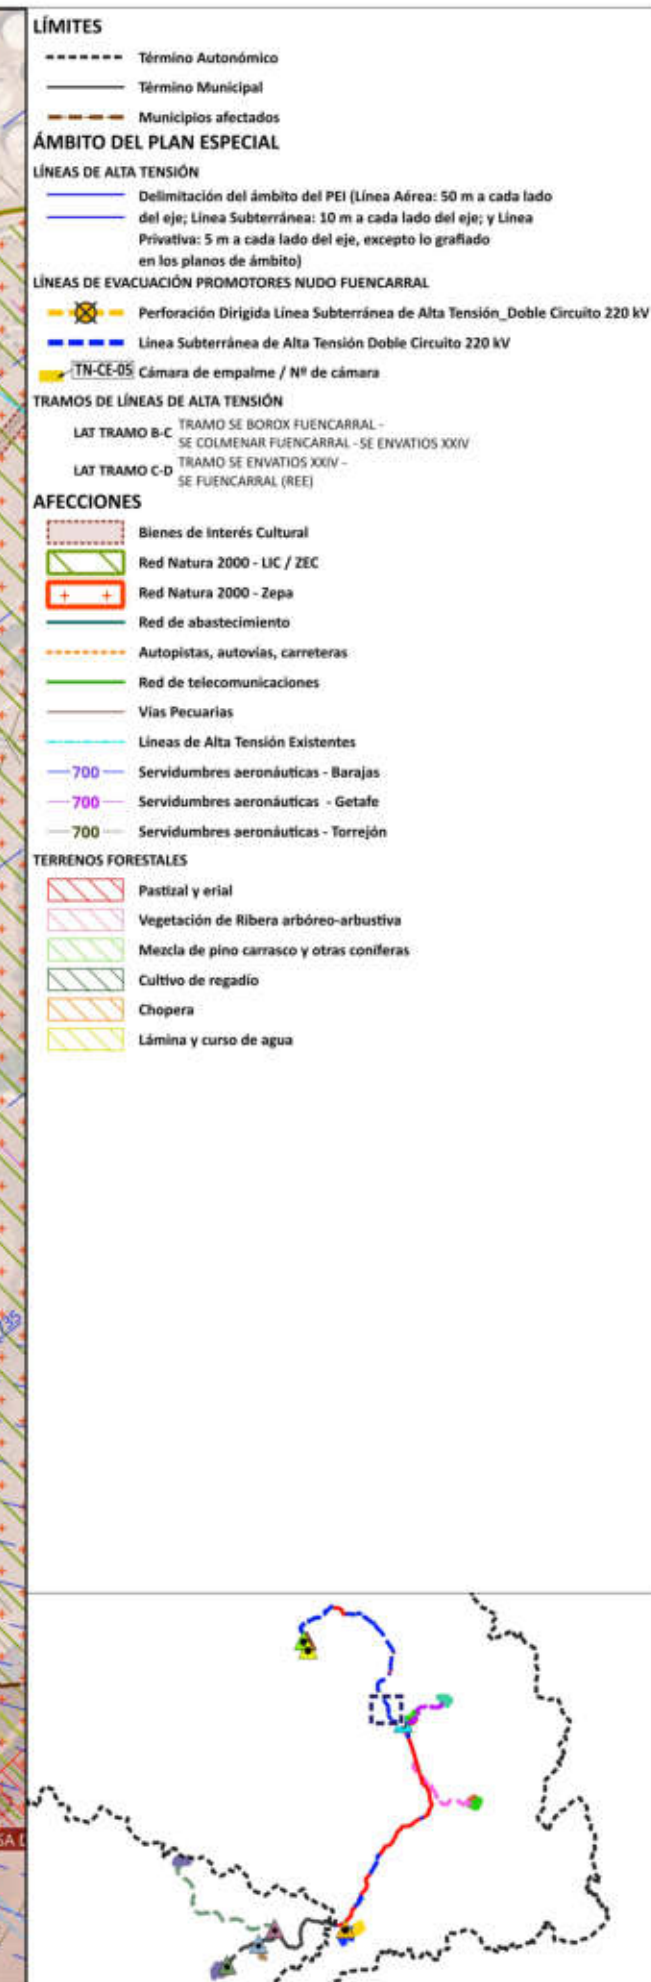 LÍMITES
Término Autonómico
Término Municipal
Municipios afectados
ÁMBITO DEL PLAN ESPECIAL
LÍNEAS DE ALTA TENSIÓN
Delimitación del ámbito del PEI (Línea Aérea: 50 m a cada lado
del eje; Línea Subterránea: 10 m a cada lado del eje; y Línea
Privativa: 5 m a cada lado del eje, excepto lo grafiado
en los planos de ámbito)
LÍNEAS DE EVACUACIÓN PROMOTORES NUDO FUENCARRAL
Perforación Dirigida Línea Subterránea de Alta Tensión_Doble Circuito 220 kV
Línea Subterránea de Alta Tensión Doble Circuito 220 kV
TN-CE-05 Cámara de empalme / Nº de cámara
TRAMOS DE LÍNEAS DE ALTA TENSIÓN
LAT TRAMO B-C TRAMO SE BOROX FUENCARRAL -
SE COLMENAR FUENCARRAL - SE ENVATIOS XXIV
LAT TRAMO C-D TRAMO SE ENVATIOS XXIV -
SE FUENCARRAL (REE)
AFECCIONES
Bienes de Interés Cultural
Red Natura 2000 - LIC / ZEC
Red Natura 2000 - Zepa
Red de abastecimiento
Autopistas, autovías, carreteras
Red de telecomunicaciones
Vías Pecuarias
Líneas de Alta Tensión Existentes
700 Servidumbres aeronáuticas - Barajas
700 Servidumbres aeronáuticas - Getafe
700 Servidumbres aeronáuticas - Torrejón
TERRENOS FORESTALES
Pastizal y erial
Vegetación de Ribera arbóreo-arbustiva
Mezcla de pino carrasco y otras coníferas
Cultivo de regadío
Chopera
Lámina y curso de agua